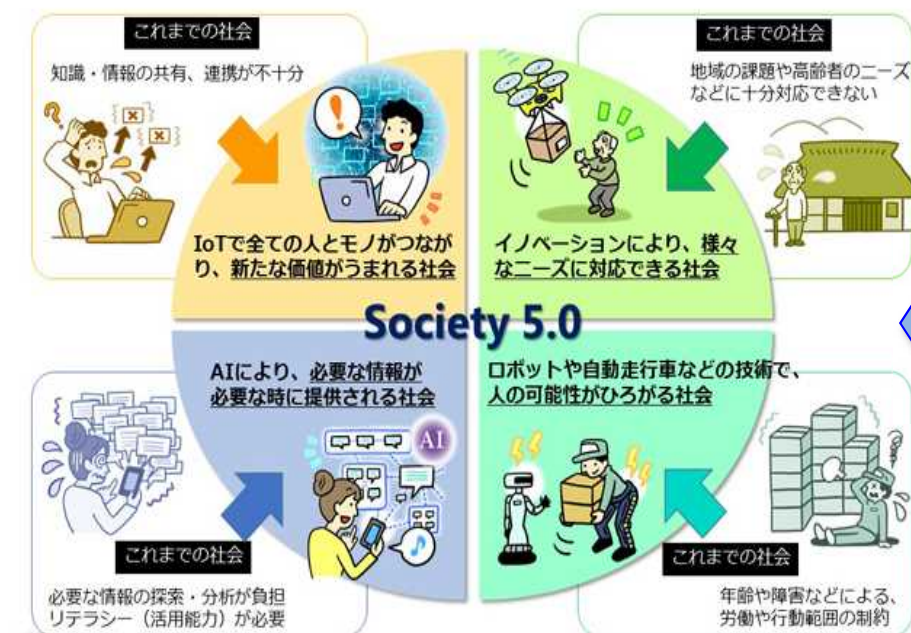 これまでの社会
知識・情報の共有、連携が不十分
IoTで全ての人とモノがつなが
り、新たな価値がうまれる社会
これまでの社会
地域の課題や高齢者のニーズ
などに十分対応できない
イノベーションにより、様々
なニーズに対応できる社会
Society 5.0
AIにより、必要な情報が
必要な時に提供される社会
AI
これまでの社会
必要な情報の探索・分析が負担
リテラシー（活用能力）が必要
ロボットや自動走行車などの技術で、
人の可能性がひろがる社会
これまでの社会
年齢や障害などによる、
労働や行動範囲の制約